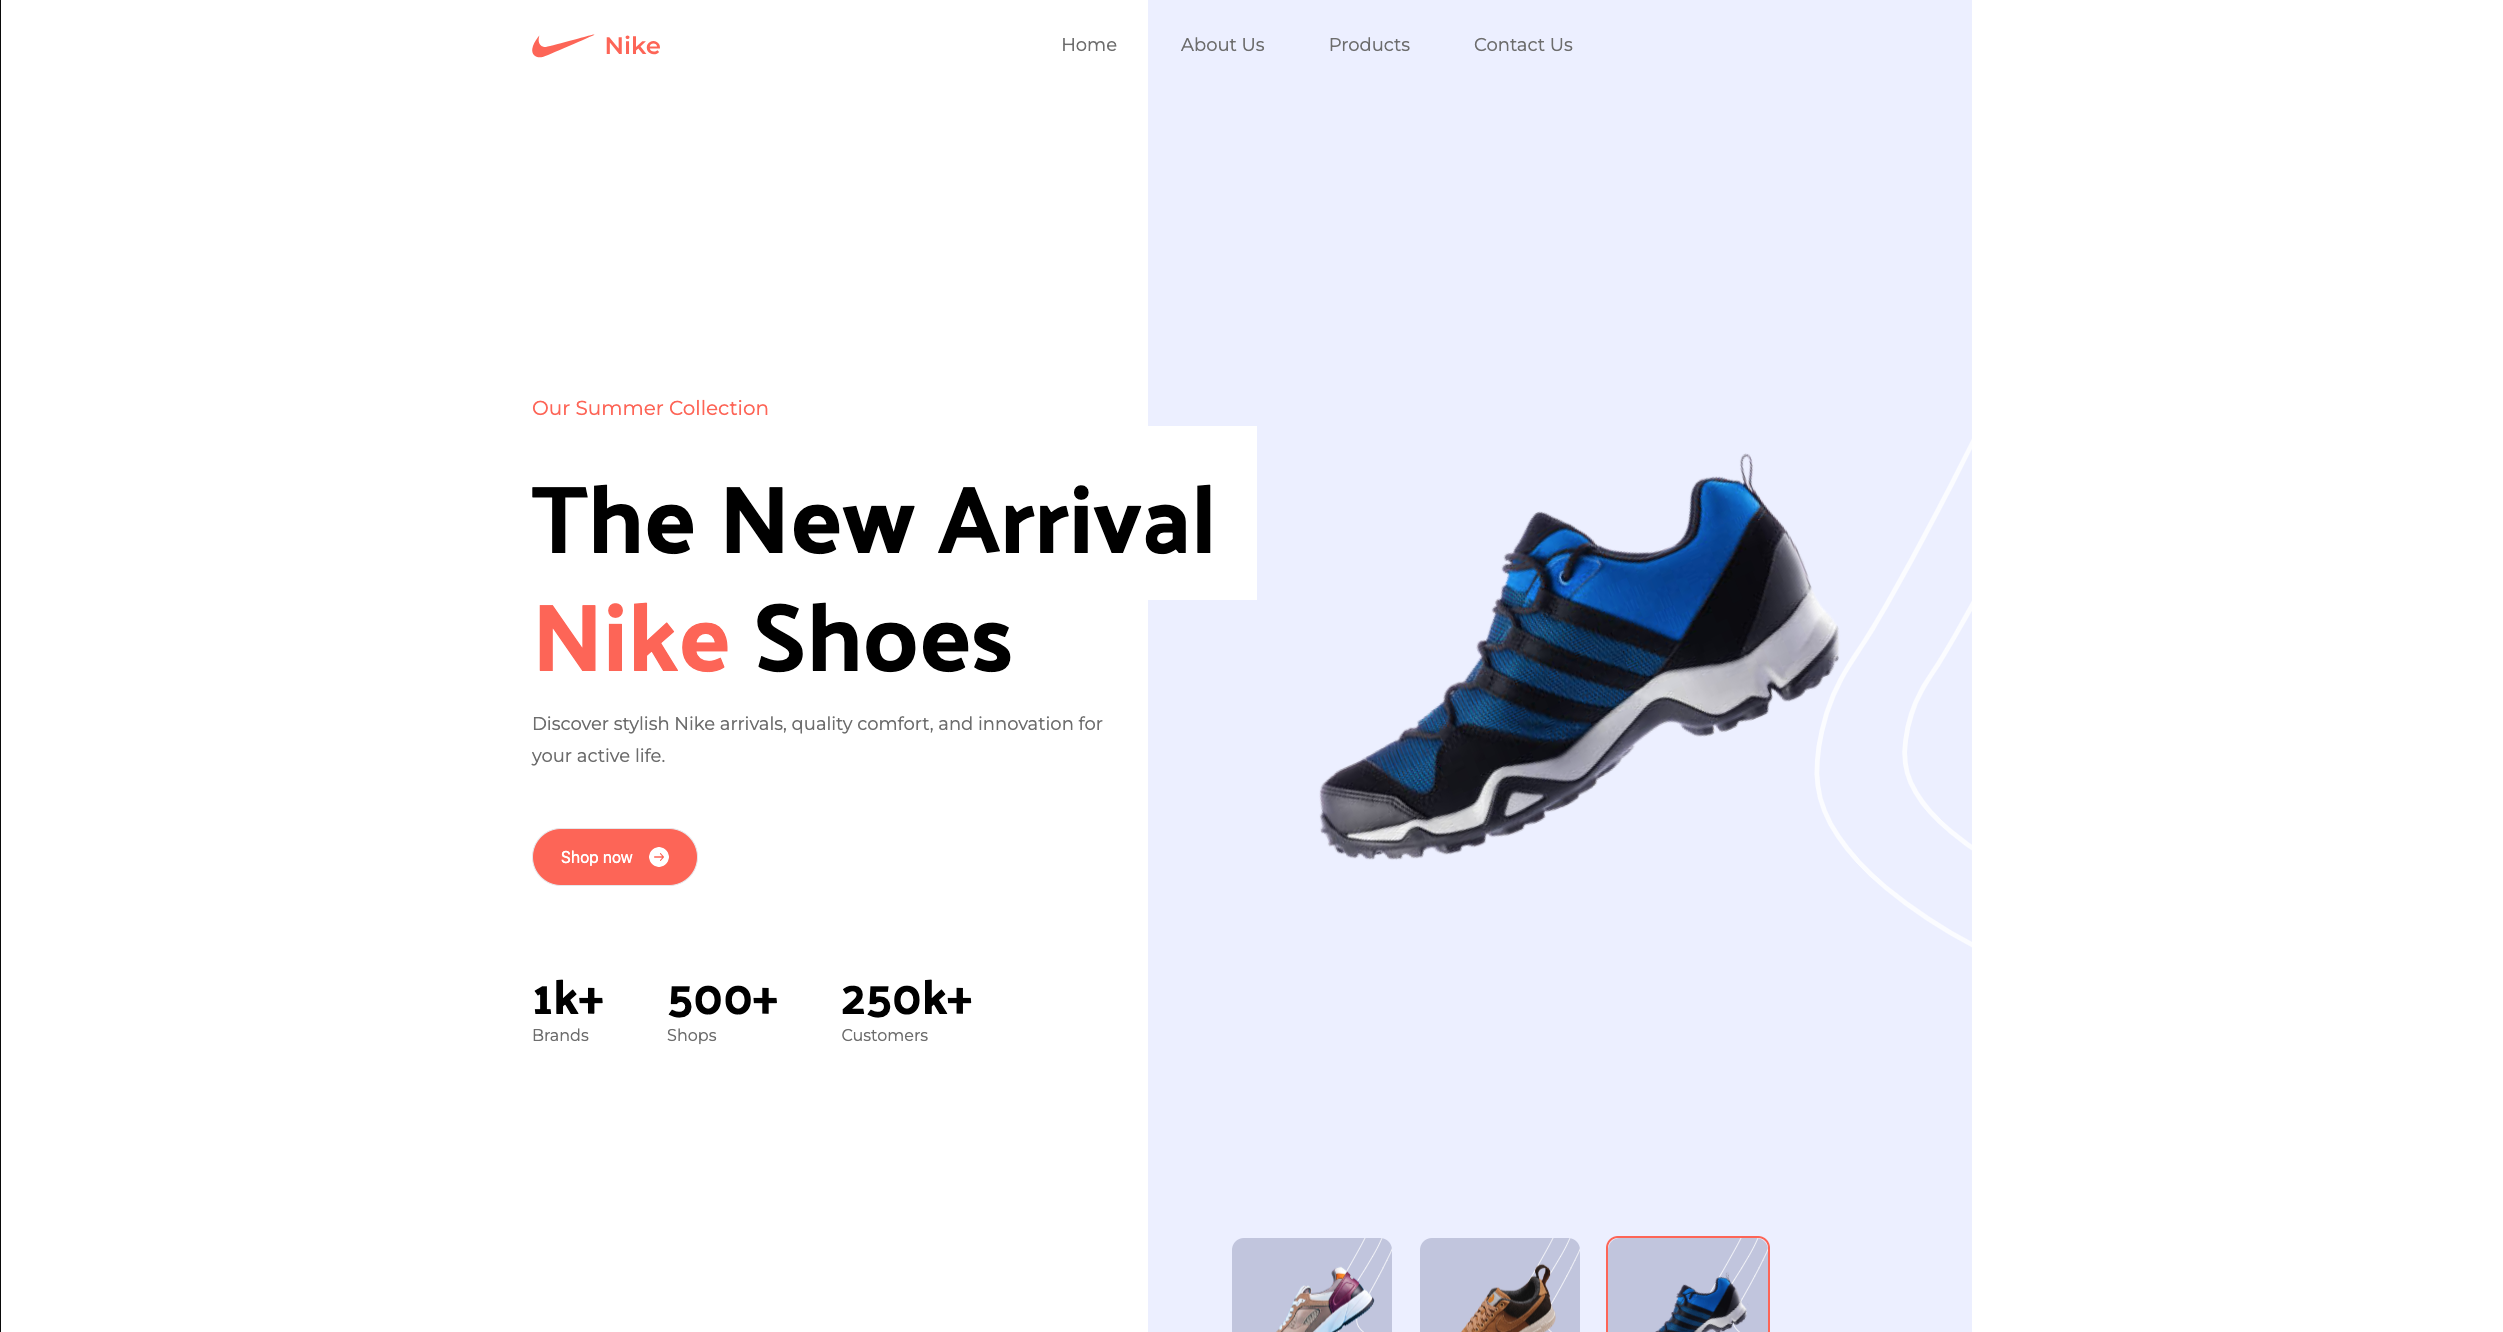 Nike
Home
About Us
Products
Contact Us
Our Summer Collection
The New Arrival
Nike Shoes
Discover stylish Nike arrivals, quality comfort, and innovation for
your active life.
Shop now
1k+
Brands
500+
Shops
250k+
Customers